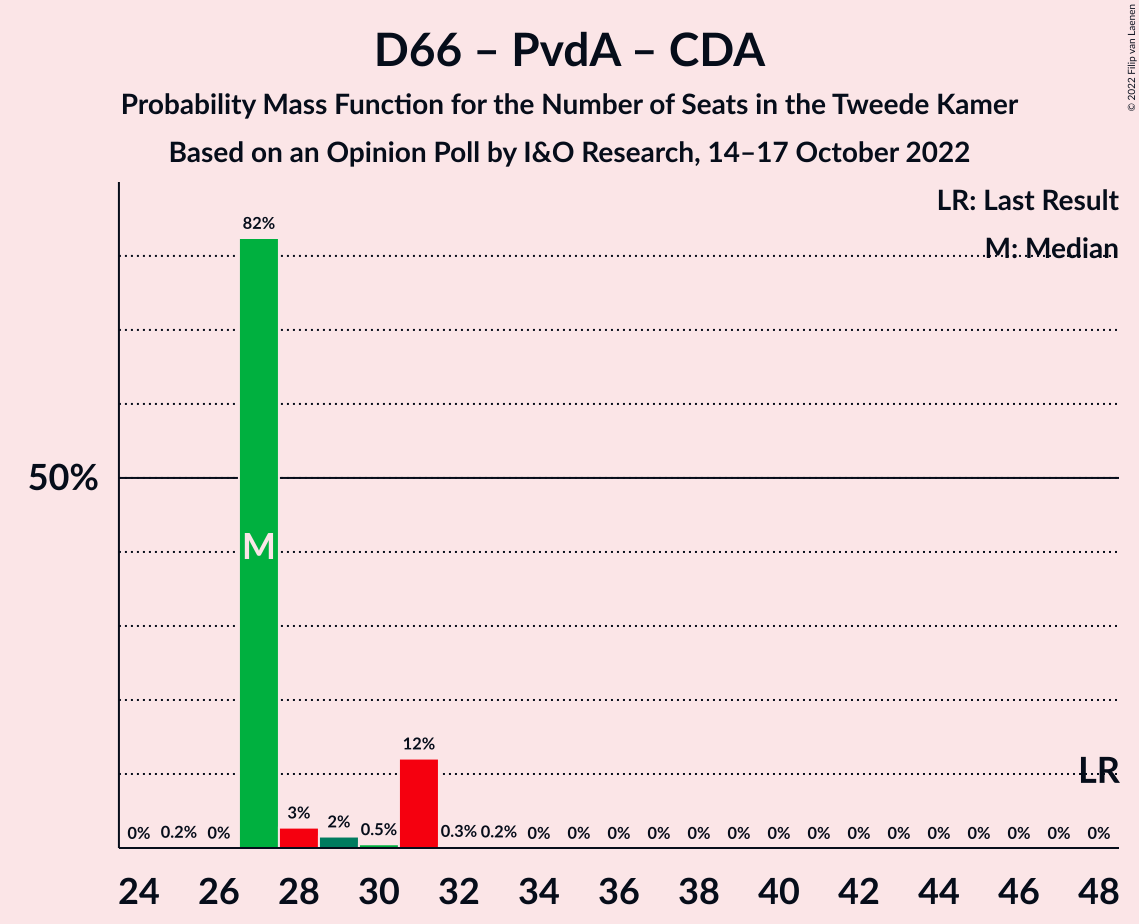 D66 – PvdA – CDA
Probability Mass Function for the Number of Seats in the Tweede Kamer
Based on an Opinion Poll by I&O Research, 14–17 October 2022
© 2022 Filip van Laenen
LR: Last Result
M: Median
82%
50%
M
12%
LR
0% 0.2% 0% 3% 2% 0.5% 0.3% 0.2% 0% 0% 0% 0% 0% 0% 0% 0% 0% 0% 0% 0% 0% 0% 0%
24 26 28 30 32 34 36 38 40 42 44 46 48